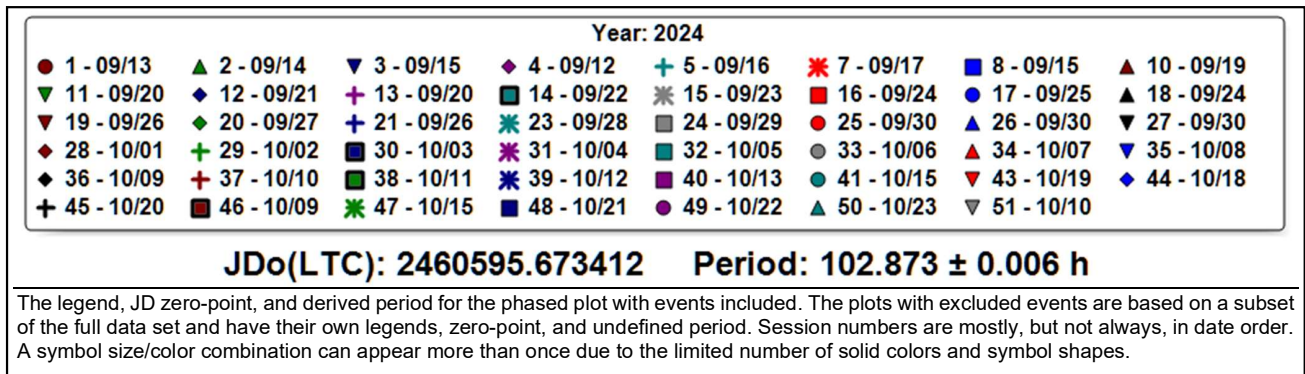 Year: 2024
1 - 09/13 2 - 09/14 3 - 09/15 4 - 09/12 5 - 09/16 7 - 09/17 8 - 09/15 10 - 09/19
11 - 09/20 12 - 09/21 13 - 09/20 14 - 09/22 15 - 09/23 16 - 09/24 17 - 09/25 18 - 09/24
19 - 09/26 20 - 09/27 21 - 09/26 23 - 09/28 24 - 09/29 25 - 09/30 26 - 09/30 27 - 09/30
28 - 10/01 29 - 10/02 30 - 10/03 31 - 10/04 32 - 10/05 33 - 10/06 34 - 10/07 35 - 10/08
36 - 10/09 37 - 10/10 38 - 10/11 39 - 10/12 40 - 10/13 41 - 10/15 43 - 10/19 44 - 10/18
45 - 10/20 46 - 10/09 47 - 10/15 48 - 10/21 49 - 10/22 50 - 10/23 51 - 10/10
JDo(LTC): 2460595.673412 Period: 102.873 ± 0.006 h
The legend, JD zero-point, and derived period for the phased plot with events included. The plots with excluded events are based on a subset
of the full data set and have their own legends, zero-point, and undefined period. Session numbers are mostly, but not always, in date order.
A symbol size/color combination can appear more than once due to the limited number of solid colors and symbol shapes.